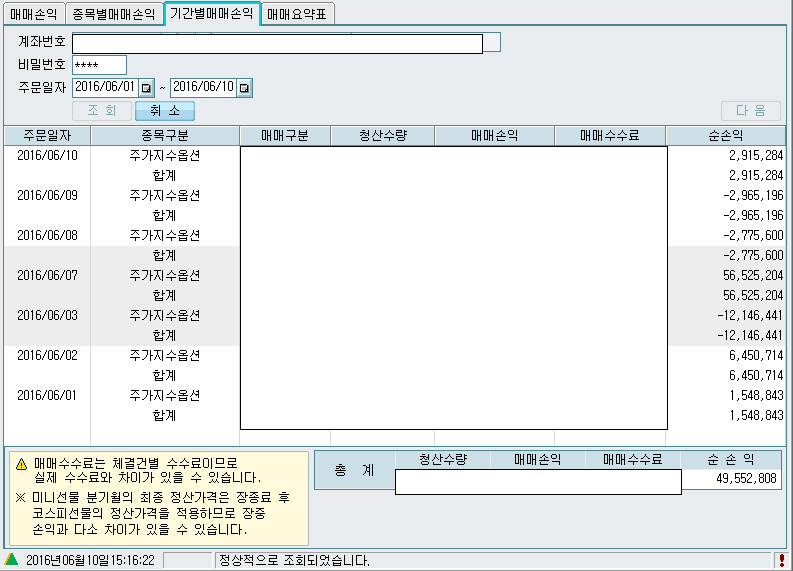 매매손익 종목별매매손익 기간별매매손익 매매요약표
계좌번호
비밀번호 ****
주문일자 2016/06/01 ~ 2016/06/10
조 회 취 소 다 음
주문일자 종목구분 매매구분 청산수량 매매손익 매매수수료 순손익
2016/06/10 주가지수옵션 2,915,284
합계 2,915,284
2016/06/09 주가지수옵션 -2,965,196
합계 -2,965,196
2016/06/08 주가지수옵션 -2,775,600
합계 -2,775,600
2016/06/07 주가지수옵션 56,525,204
합계 56,525,204
2016/06/03 주가지수옵션 -12,146,441
합계 -12,146,441
2016/06/02 주가지수옵션 6,450,714
합계 6,450,714
2016/06/01 주가지수옵션 1,548,843
합계 1,548,843
매매수수료는 체결건별 수수료이므로
실제 수수료와 차이가 있을 수 있습니다.
※ 미니선물 분기월의 최종 정산가격은 장종료 후
코스피선물의 정산가격을 적용하므로 장중
손익과 다소 차이가 있을 수 있습니다.
총 계 청산수량 매매손익 매매수수료 순 손 익
49,552,808
2016년06월10일15:16:22 정상적으로 조회되었습니다.